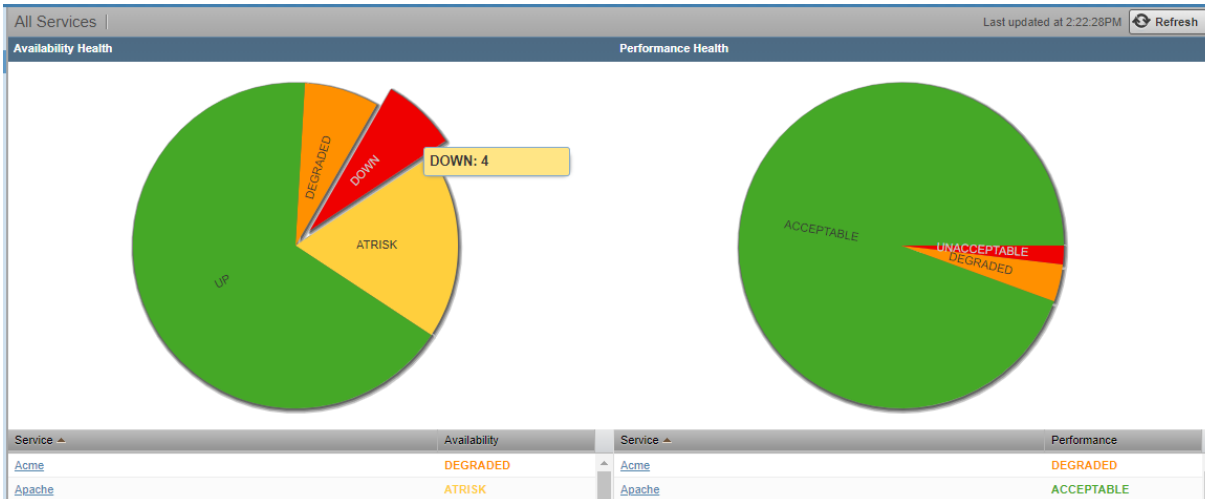 All Services
Last updated at 2:22:28PM Refresh
Availability Health
Performance Health
DEGRADED
DOWN
DOWN: 4
ATRISK
UP
ACCEPTABLE
UNACCEPTABLE
DEGRADED
Service Availability
Acme DEGRADED
Apache ATRISK
Service Performance
Acme DEGRADED
Apache ACCEPTABLE